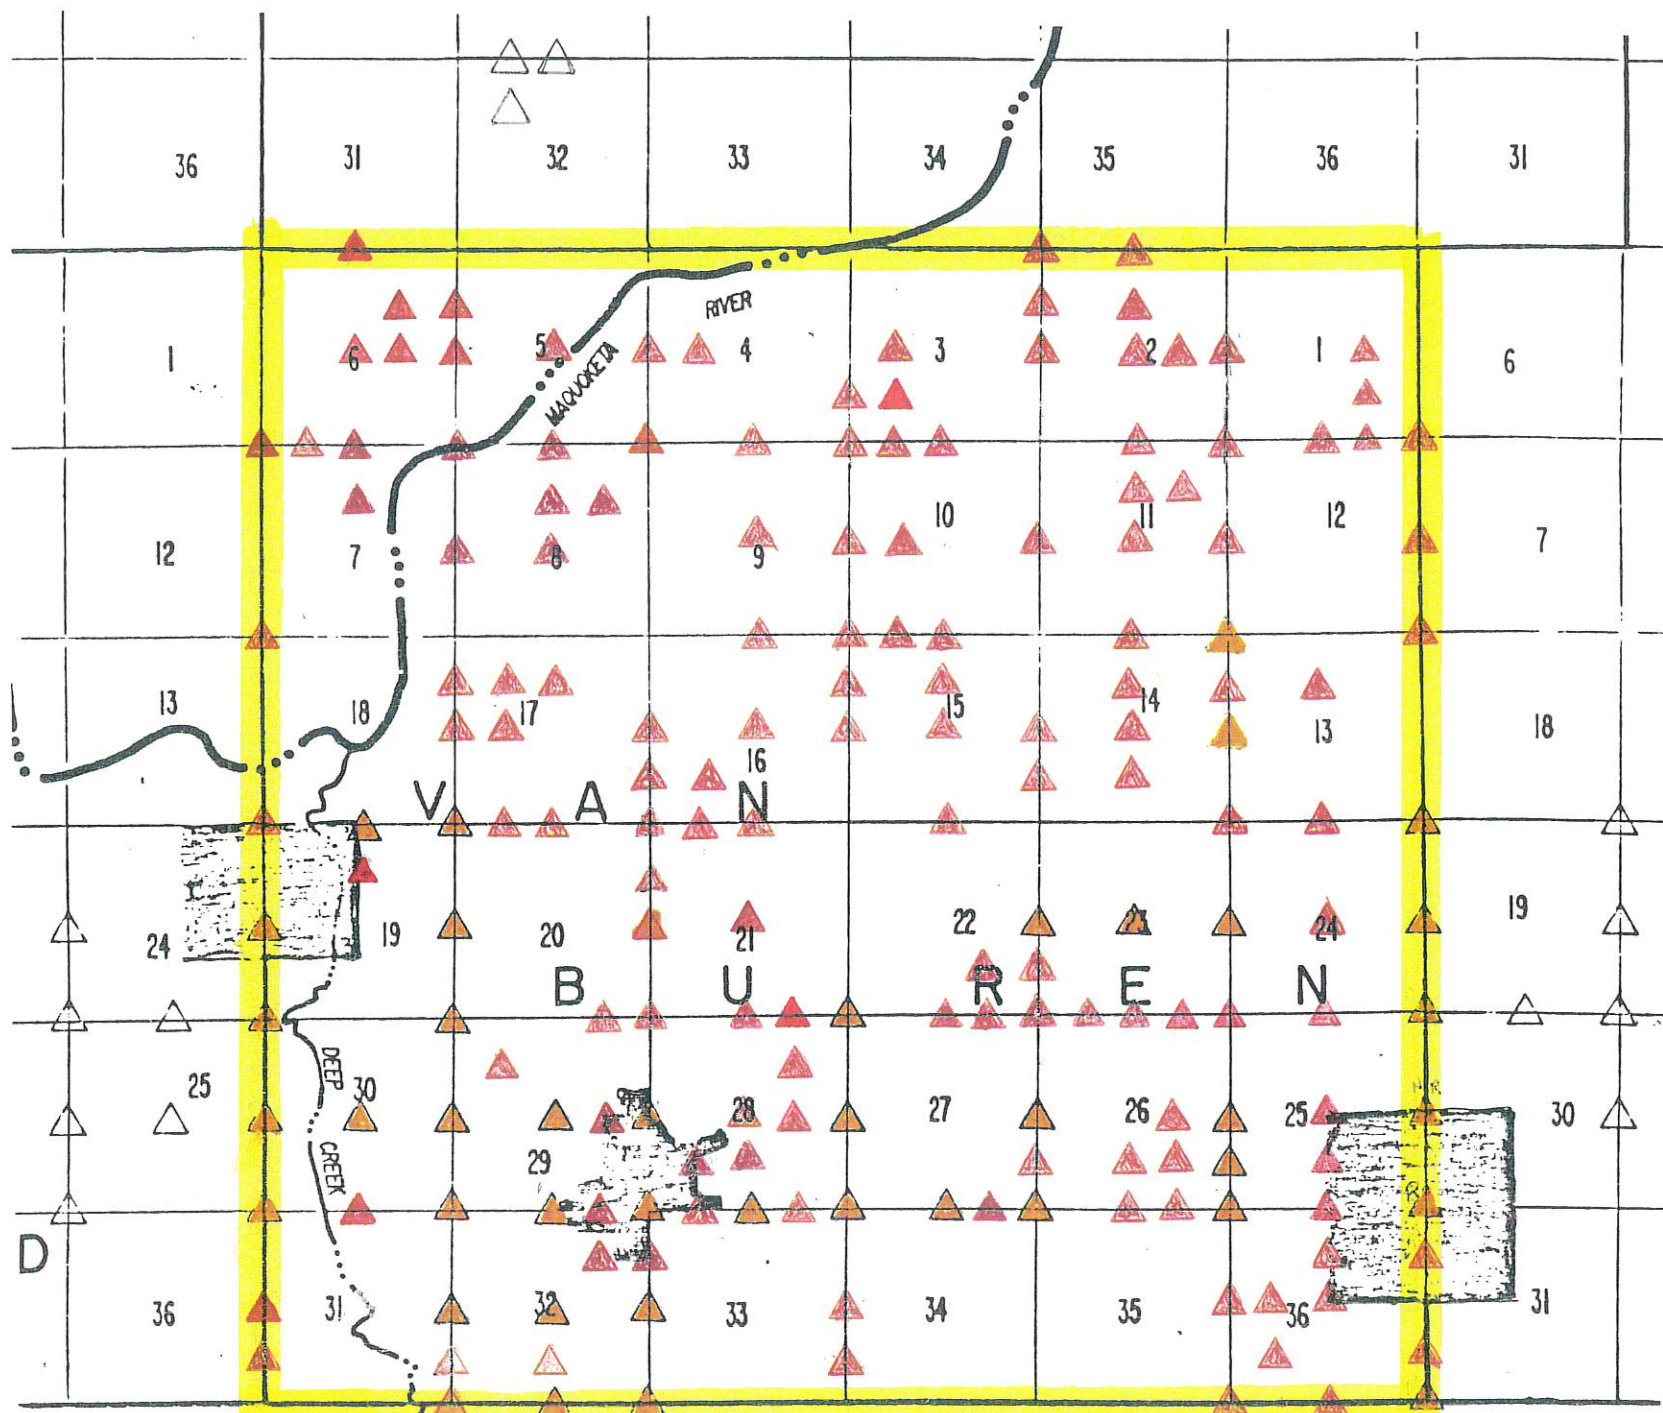 36 31 32 33 34 35 36 31
RIVER
1 6 5 4 3 2 1 6
MAQUOKETA
12 7 8 9 10 11 12 7
13 18 17 16 15 14 13 18
V A N
24 19 20 21 22 23 24 19
B U R E N
DEEP
25 30 29 28 27 26 25 30
CREEK
D
36 31 32 33 34 35 36 31